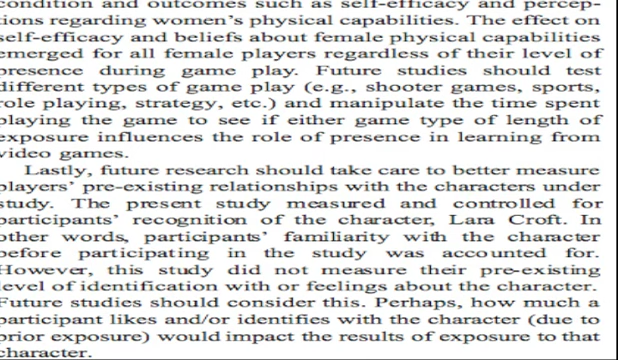 condition and outcomes such as self-efficacy and percep-
tions regarding women's physical capabilities. The effect on
self-efficacy and beliefs about female physical capabilities
emerged for all female players regardless of their level of
presence during game play. Future studies should test
different types of game play (e.g., shooter games, sports,
role playing, strategy, etc.) and manipulate the time spent
playing the game to see if either game type of length of
exposure influences the role of presence in learning from
video games.
Lastly, future research should take care to better measure
players' pre-existing relationships with the characters under
study. The present study measured and controlled for
participants' recognition of the character, Lara Croft. In
other words, participants' familiarity with the character
before participating in the study was accounted for.
However, this study did not measure their pre-existing
level of identification with or feelings about the character.
Future studies should consider this. Perhaps, how much a
participant likes and/or identifies with the character (due to
prior exposure) would impact the results of exposure to that
character.